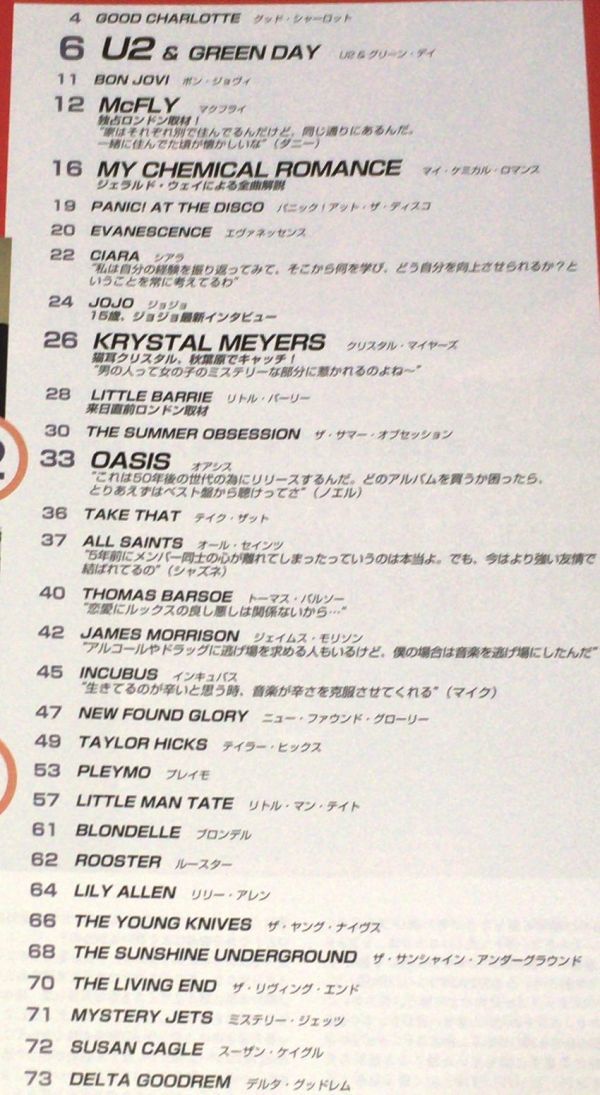 4 GOOD CHARLOTTE グッド・シャーロット
6 U2 & GREEN DAY U2 & グリーン・デイ
11 BON JOVI ボン・ジョヴィ
12 McFLY マクフライ
独占ロンドン取材！
"家はそれぞれ別で住んでるんだけど、同じ通りにあるんだ。
一緒に住んでた頃が懐かしいな"（ダニー）
16 MY CHEMICAL ROMANCE マイ・ケミカル・ロマンス
ジェラルド・ウェイによる全曲解説
19 PANIC! AT THE DISCO パニック！アット・ザ・ディスコ
20 EVANESCENCE エヴァネッセンス
22 CIARA シアラ
"私は自分の経験を振り返ってみて、そこから何を学び、どう自分を向上させられるか？と
いうことを常に考えてるわ"
24 JOJO ジョジョ
15歳、ジョジョ最新インタビュー
26 KRYSTAL MEYERS クリスタル・マイヤーズ
猫耳クリスタル、秋葉原でキャッチ！
"男の人って女の子のミステリーな部分に惹かれるのよね〜"
28 LITTLE BARRIE リトル・バーリー
来日直前ロンドン取材
30 THE SUMMER OBSESSION ザ・サマー・オブセッション
33 OASIS オアシス
"これは50年後の世代の為にリリースするんだ。どのアルバムを買うか困ったら、
とりあえずはベスト盤から聴けってさ"（ノエル）
36 TAKE THAT テイク・ザット
37 ALL SAINTS オール・セインツ
"5年前にメンバー同士の心が離れてしまったっていうのは本当よ。でも、今はより強い友情で
結ばれてるの"（シャズネ）
40 THOMAS BARSOE トーマス・バルソー
"恋愛にルックスの良し悪しは関係ないから…"
42 JAMES MORRISON ジェイムス・モリソン
"アルコールやドラッグに逃げ場を求める人もいるけど、僕の場合は音楽を逃げ場にしたんだ"
45 INCUBUS インキュバス
"生きてるのが辛いと思う時、音楽が辛さを克服させてくれる"（マイク）
47 NEW FOUND GLORY ニュー・ファウンド・グローリー
49 TAYLOR HICKS テイラー・ヒックス
53 PLEYMO プレイモ
57 LITTLE MAN TATE リトル・マン・テイト
61 BLONDELLE ブロンデル
62 ROOSTER ルースター
64 LILY ALLEN リリー・アレン
66 THE YOUNG KNIVES ザ・ヤング・ナイヴス
68 THE SUNSHINE UNDERGROUND ザ・サンシャイン・アンダーグラウンド
70 THE LIVING END ザ・リヴィング・エンド
71 MYSTERY JETS ミステリー・ジェッツ
72 SUSAN CAGLE スーザン・ケイグル
73 DELTA GOODREM デルタ・グッドレム